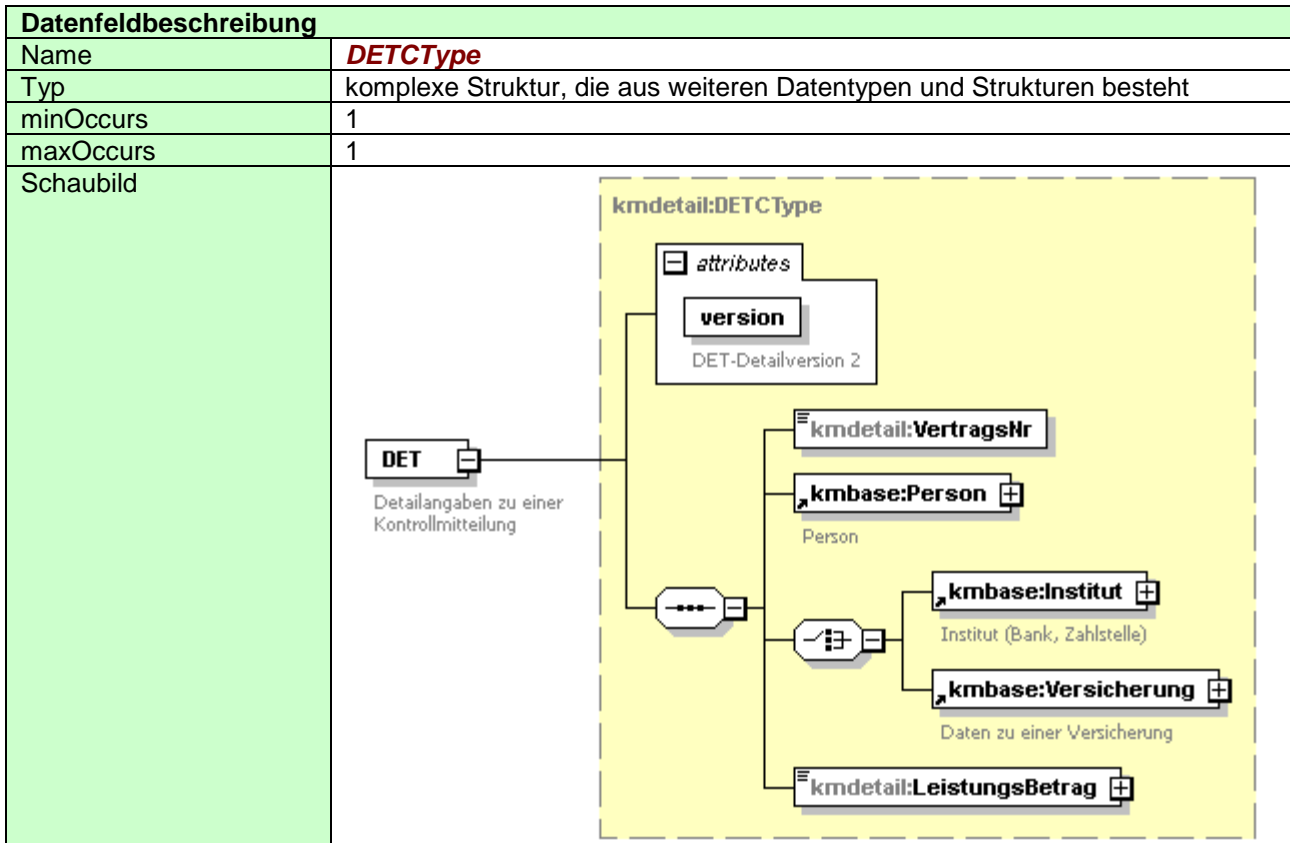 Datenfeldbeschreibung
Name DETCType
Typ komplexe Struktur, die aus weiteren Datentypen und Strukturen besteht
minOccurs 1
maxOccurs 1
Schaubild
kmdetail:DETCType
attributes
version
DET-Detailversion 2
kmdetail:VertragsNr
DET
Detailangaben zu einer
Kontrollmitteilung
kmbase:Person
Person
kmbase:Institut
Institut (Bank, Zahlstelle)
kmbase:Versicherung
Daten zu einer Versicherung
kmdetail:LeistungsBetrag